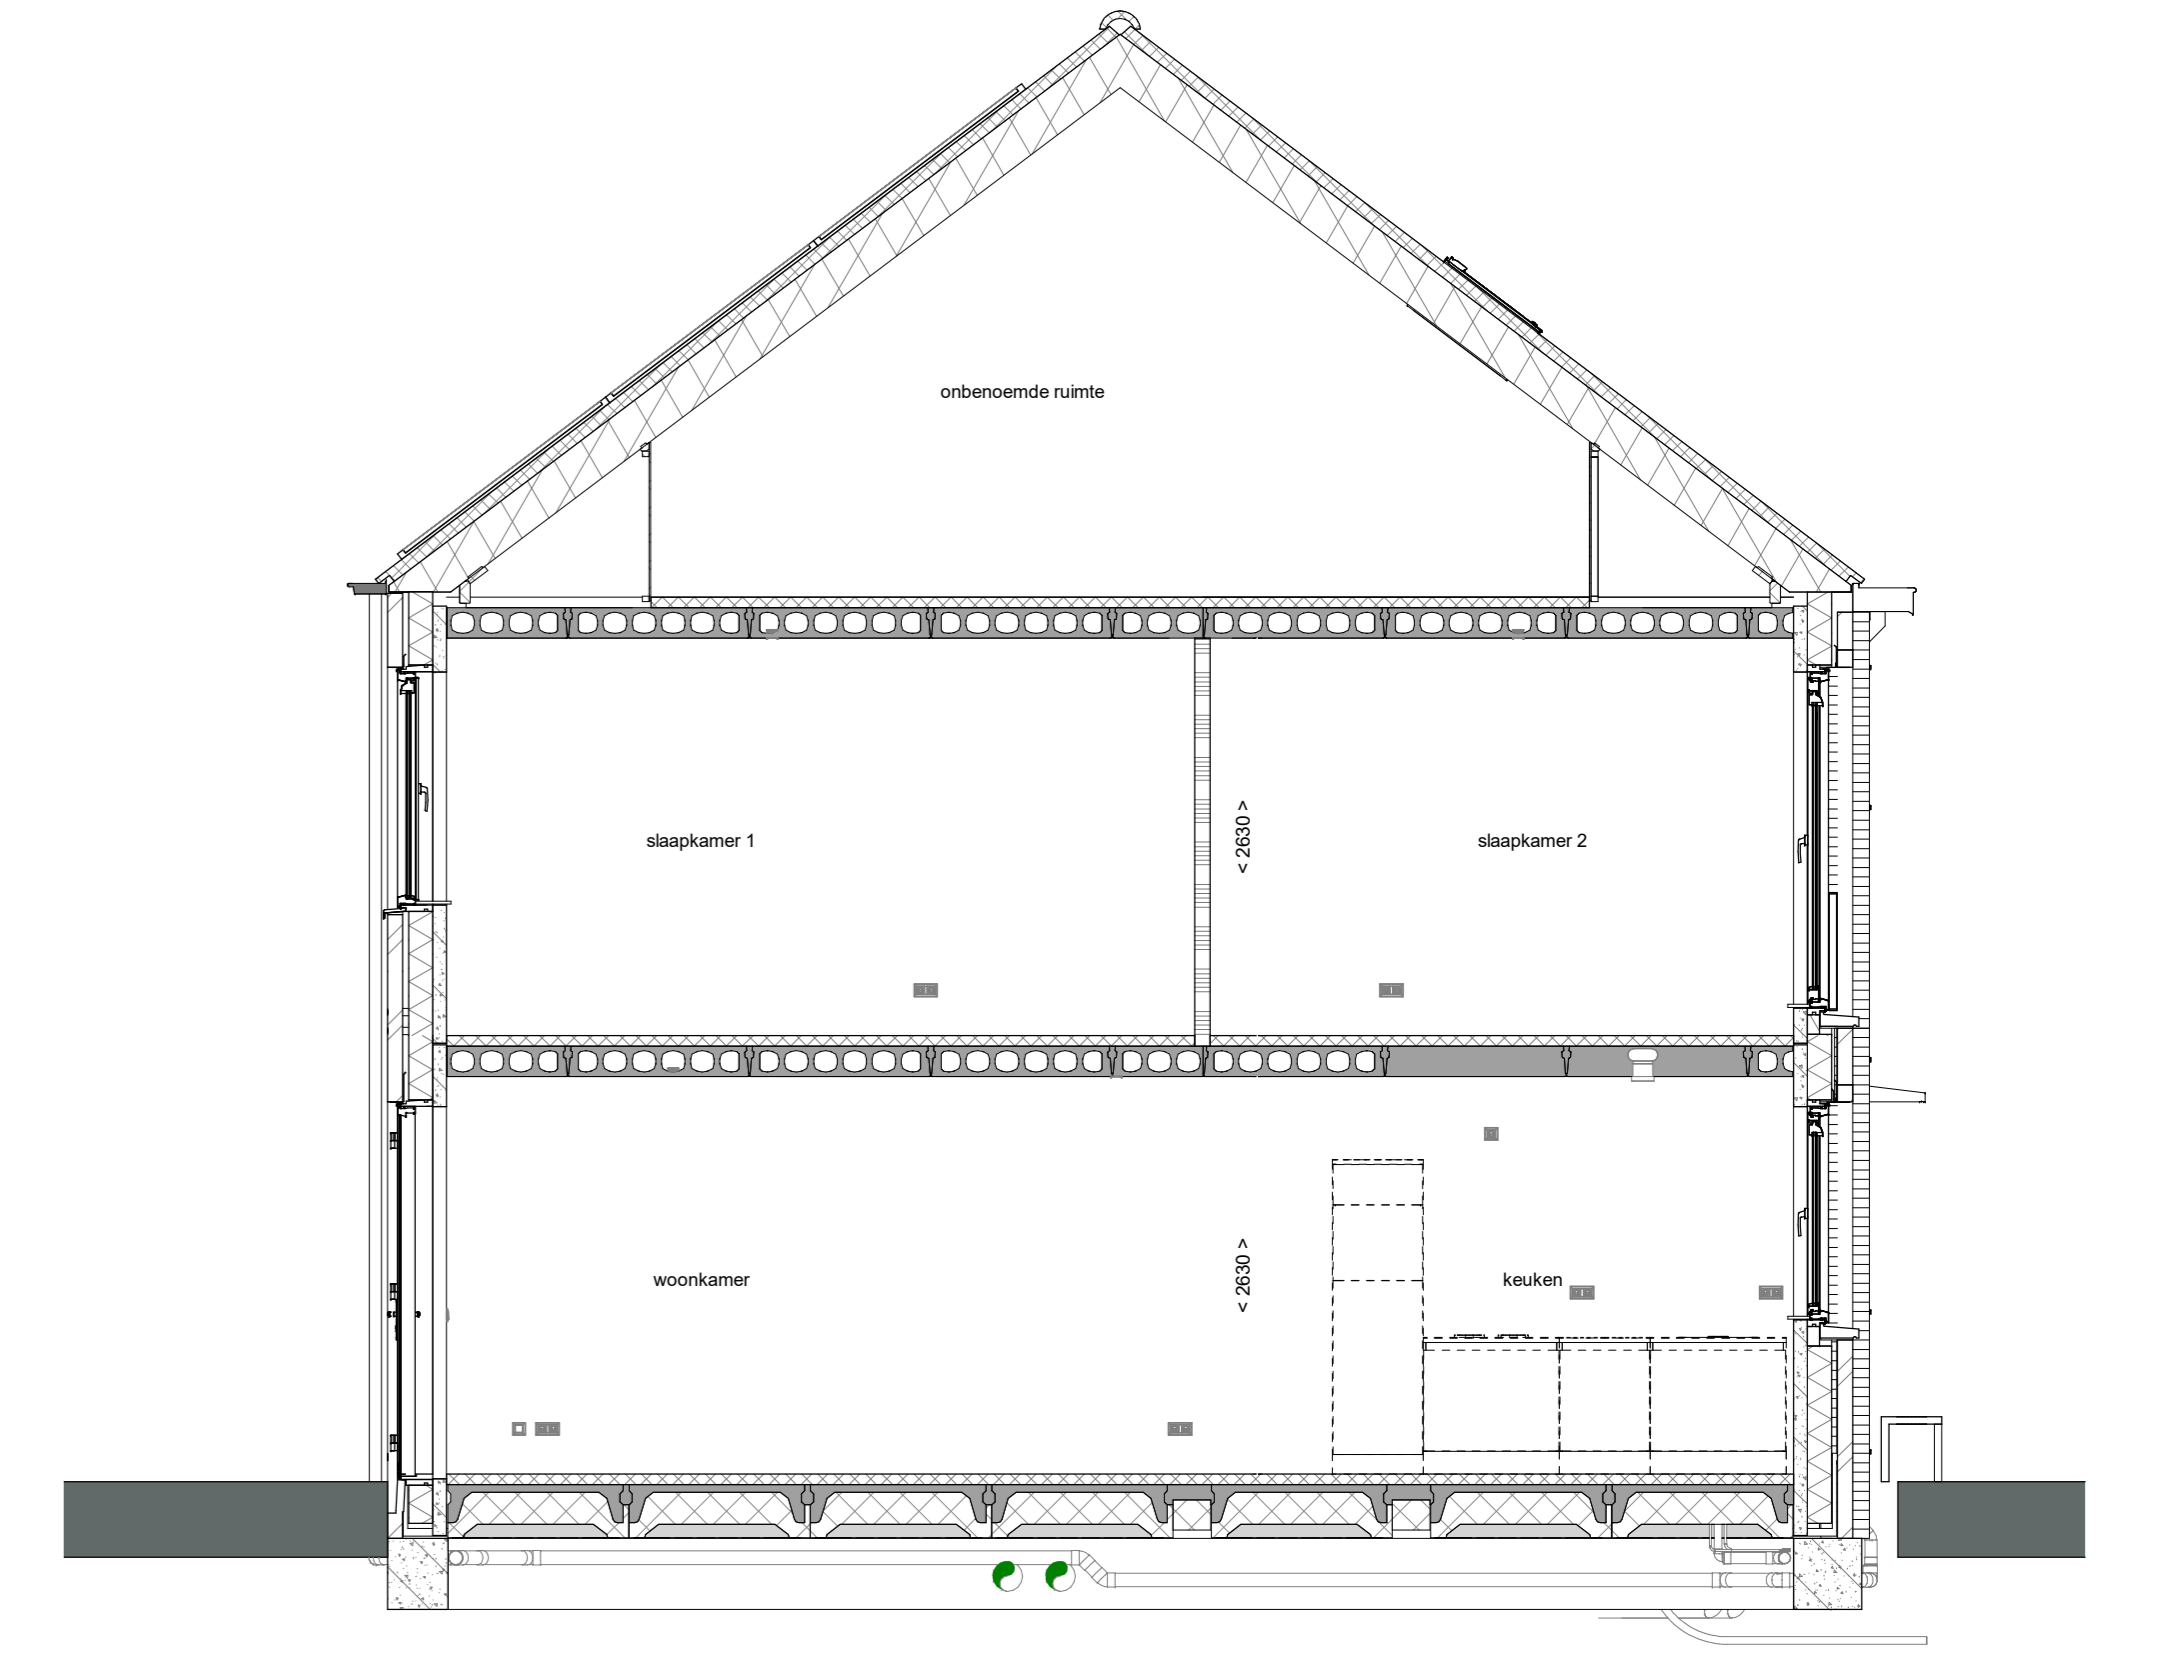 onbenoemde ruimte
slaapkamer 1
< 2630 >
slaapkamer 2
woonkamer
< 2630 >
keuken